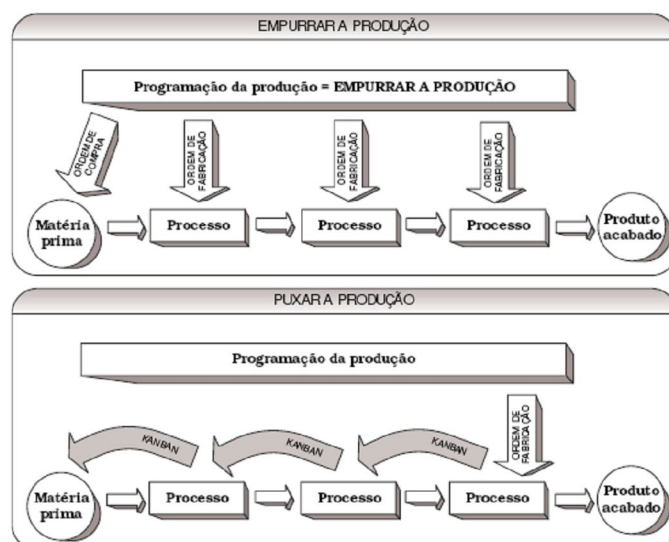 EMPURRAR A PRODUÇÃO
Programação da produção = EMPURRAR A PRODUÇÃO
ORDEM DE
COMPRA
ORDEM DE
FABRICAÇÃO
ORDEM DE
FABRICAÇÃO
ORDEM DE
FABRICAÇÃO
Matéria
prima
Processo
Processo
Processo
Produto
acabado
PUXAR A PRODUÇÃO
Programação da produção
ORDEM DE
FABRICAÇÃO
KANBAN
KANBAN
KANBAN
Matéria
prima
Processo
Processo
Processo
Produto
acabado